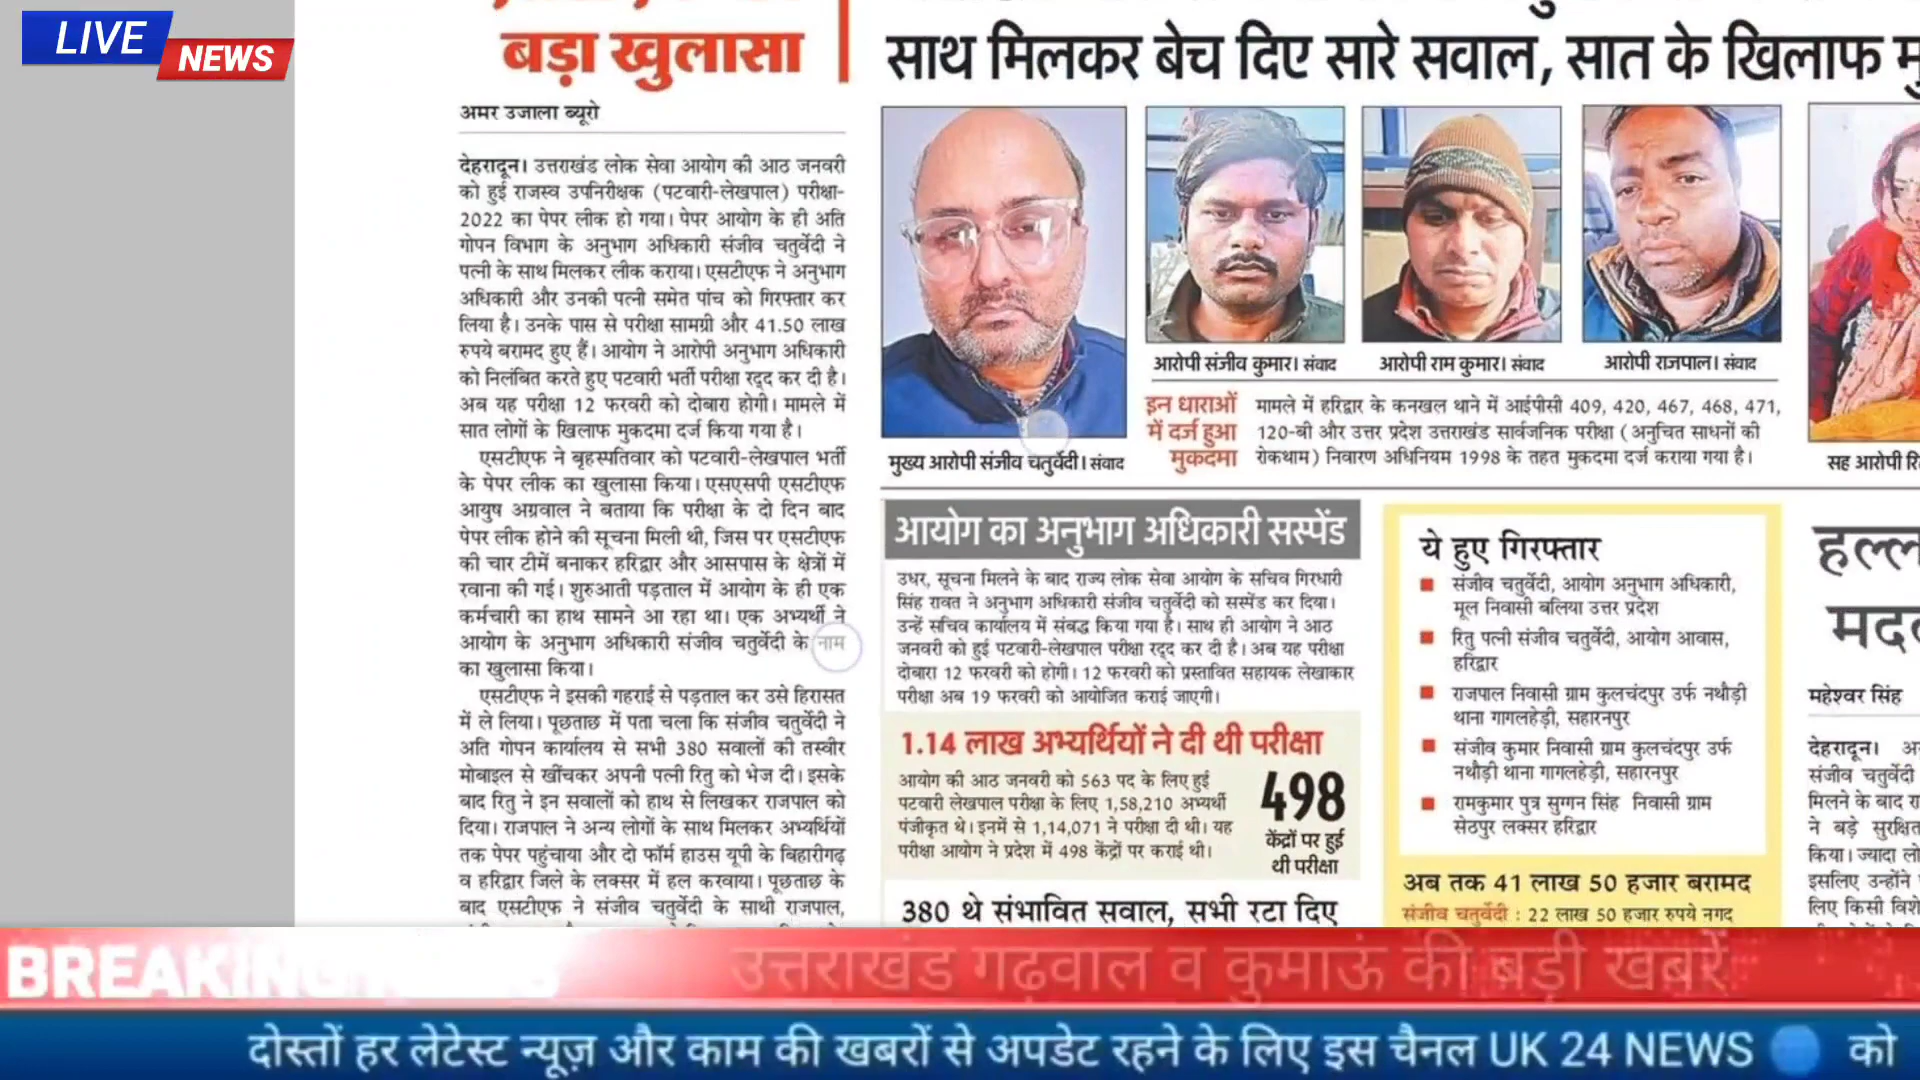 LIVE
NEWS
बड़ा खुलासा
साथ मिलकर बेच दिए सारे सवाल, सात के खिलाफ
अमर उजाला ब्यूरो
देहरादून। उत्तराखंड लोक सेवा आयोग की आठ जनवरी
को हुई राजस्व उपनिरीक्षक (पटवारी-लेखपाल) परीक्षा-
2022 का पेपर लीक हो गया। पेपर आयोग के ही अति
गोपन विभाग के अनुभाग अधिकारी संजीव चतुर्वेदी ने
पत्नी के साथ मिलकर लीक कराया। एसटीएफ ने अनुभाग
अधिकारी और उनकी पत्नी समेत पांच को गिरफ्तार कर
लिया है। उनके पास से परीक्षा सामग्री और 41.50 लाख
रुपये बरामद हुए हैं। आयोग ने आरोपी अनुभाग अधिकारी
को निलंबित करते हुए पटवारी भर्ती परीक्षा रद्द कर दी है।
अब यह परीक्षा 12 फरवरी को दोबारा होगी। मामले में
सात लोगों के खिलाफ मुकदमा दर्ज किया गया है।
एसटीएफ ने बृहस्पतिवार को पटवारी-लेखपाल भर्ती
के पेपर लीक का खुलासा किया। एसएसपी एसटीएफ
आयुष अग्रवाल ने बताया कि परीक्षा के दो दिन बाद
पेपर लीक होने की सूचना मिली थी, जिस पर एसटीएफ
की चार टीमें बनाकर हरिद्वार और आसपास के क्षेत्रों में
रवाना की गई। शुरुआती पड़ताल में आयोग के ही एक
कर्मचारी का हाथ सामने आ रहा था। एक अभ्यर्थी ने
आयोग के अनुभाग अधिकारी संजीव चतुर्वेदी के नाम
का खुलासा किया।
एसटीएफ ने इसकी गहराई से पड़ताल कर उसे हिरासत
में ले लिया। पूछताछ में पता चला कि संजीव चतुर्वेदी ने
अति गोपन कार्यालय से सभी 380 सवालों की तस्वीर
मोबाइल से खींचकर अपनी पत्नी रितु को भेज दी। इसके
बाद रितु ने इन सवालों को हाथ से लिखकर राजपाल को
दिया। राजपाल ने अन्य लोगों के साथ मिलकर अभ्यर्थियों
तक पेपर पहुंचाया और दो फॉर्म हाउस यूपी के बिहारीगढ़
व हरिद्वार जिले के लक्सर में हल करवाया। पूछताछ के
बाद एसटीएफ ने संजीव चतुर्वेदी के साथी राजपाल,
मुख्य आरोपी संजीव चतुर्वेदी। संवाद
आरोपी संजीव कुमार। संवाद
आरोपी राम कुमार। संवाद
आरोपी राजपाल। संवाद
सह आरोपी
इन धाराओं
में दर्ज हुआ
मुकदमा
मामले में हरिद्वार के कनखल थाने में आईपीसी 409, 420, 467, 468, 471,
120-बी और उत्तर प्रदेश उत्तराखंड सार्वजनिक परीक्षा (अनुचित साधनों की
रोकथाम) निवारण अधिनियम 1998 के तहत मुकदमा दर्ज कराया गया है।
आयोग का अनुभाग अधिकारी सस्पेंड
उधर, सूचना मिलने के बाद राज्य लोक सेवा आयोग के सचिव गिरधारी
सिंह रावत ने अनुभाग अधिकारी संजीव चतुर्वेदी को सस्पेंड कर दिया।
उन्हें सचिव कार्यालय में संबद्ध किया गया है। साथ ही आयोग ने आठ
जनवरी को हुई पटवारी-लेखपाल परीक्षा रद्द कर दी है। अब यह परीक्षा
दोबारा 12 फरवरी को होगी। 12 फरवरी को प्रस्तावित सहायक लेखाकार
परीक्षा अब 19 फरवरी को आयोजित कराई जाएगी।
1.14 लाख अभ्यर्थियों ने दी थी परीक्षा
आयोग की आठ जनवरी को 563 पद के लिए हुई
पटवारी लेखपाल परीक्षा के लिए 1,58,210 अभ्यर्थी
पंजीकृत थे। इनमें से 1,14,071 ने परीक्षा दी थी। यह
परीक्षा आयोग ने प्रदेश में 498 केंद्रों पर कराई थी।
498
केंद्रों पर हुई
थी परीक्षा
380 थे संभावित सवाल, सभी रटा दिए
ये हुए गिरफ्तार
संजीव चतुर्वेदी, आयोग अनुभाग अधिकारी,
मूल निवासी बलिया उत्तर प्रदेश
रितु पत्नी संजीव चतुर्वेदी, आयोग आवास,
हरिद्वार
राजपाल निवासी ग्राम कुलचंदपुर उर्फ नथौड़ी
थाना गागलहेड़ी, सहारनपुर
संजीव कुमार निवासी ग्राम कुलचंदपुर उर्फ
नथौड़ी थाना गागलहेड़ी, सहारनपुर
रामकुमार पुत्र सुग्गन सिंह निवासी ग्राम
सेठपुर लक्सर हरिद्वार
अब तक 41 लाख 50 हजार बरामद
संजीव चतुर्वेदी : 22 लाख 50 हजार रुपये नगद
महेश्वर सिंह
देहरादून।
संजीव चतुर्वेदी
मिलने के बाद
ने बड़े
किया। ज्यादा
इसलिए उन्होंने
लिए किसी
BREAKING NEWS
उत्तराखंड गढ़वाल व कुमाऊं की बड़ी खबरें
दोस्तों हर लेटेस्ट न्यूज़ और काम की खबरों से अपडेट रहने के लिए इस चैनल UK 24 NEWS को